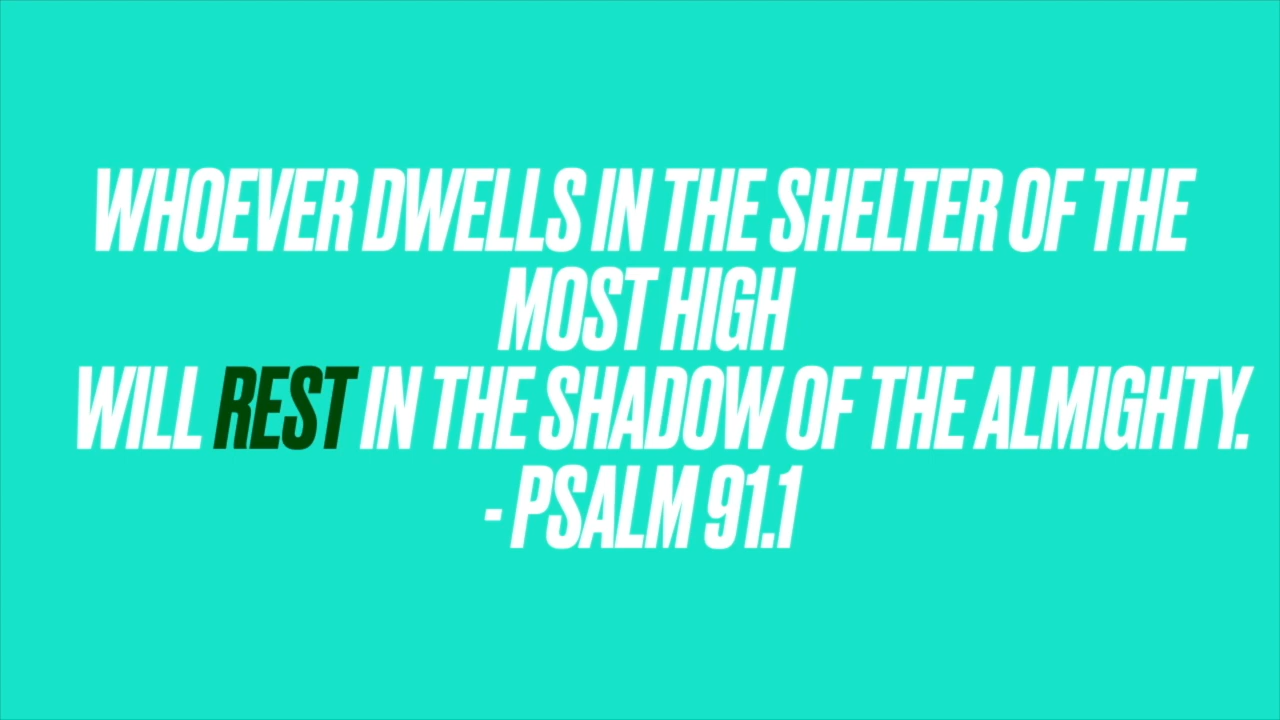 WHOEVER DWELLS IN THE SHELTER OF THE
MOST HIGH
WILL REST IN THE SHADOW OF THE ALMIGHTY.
- PSALM 91.1